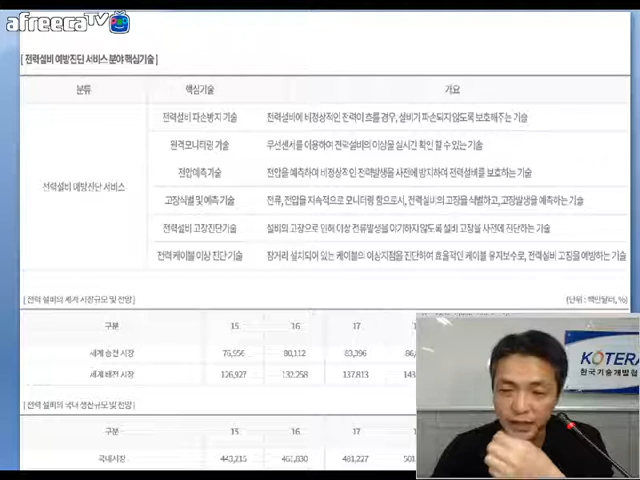 afreecaTV
[ 전력설비 예방진단 서비스 분야 핵심기술 ]
분류 핵심기술 개요
전력설비 예방진단 서비스
전력설비 파손방지 기술 전력설비에 비정상적인 전력이 흐를 경우, 설비가 파손되지 않도록 보호해주는 기술
원격모니터링 기술 무선센서를 이용하여 전력설비의 이상을 실시간 확인 할 수 있는 기술
전압예측기술 전압을 예측하여 비정상적인 전력발생을 사전에 방지하여 전력설비를 보호하는 기술
고장식별 및 예측 기술 전류, 전압을 지속적으로 모니터링 함으로서, 전력설비의 고장을 식별하고, 고장발생을 예측하는 기술
전력설비 고장진단기술 설비의 고장으로 인해 이상 전류발생을 야기하지 않도록 설비 고장을 사전에 진단하는 기술
전력 케이블 이상 진단 기술 장거리 설치되어 있는 케이블의 이상지점을 진단하여 효율적인 케이블 유지보수로, 전력설비 고장을 예방하는 기술
[ 전력 설비의 세계 시장규모 및 전망 ] (단위 : 백만달러, %)
구분 15 16 17
세계 송전 시장 80,112 83,396
세계 배전 시장 126,927 132,258 137,813
[ 전력 설비의 국내 생산규모 및 전망 ]
구분 15 16 17
국내시장 443,215 461,830 481,227
KOTERA
한국기술개발협